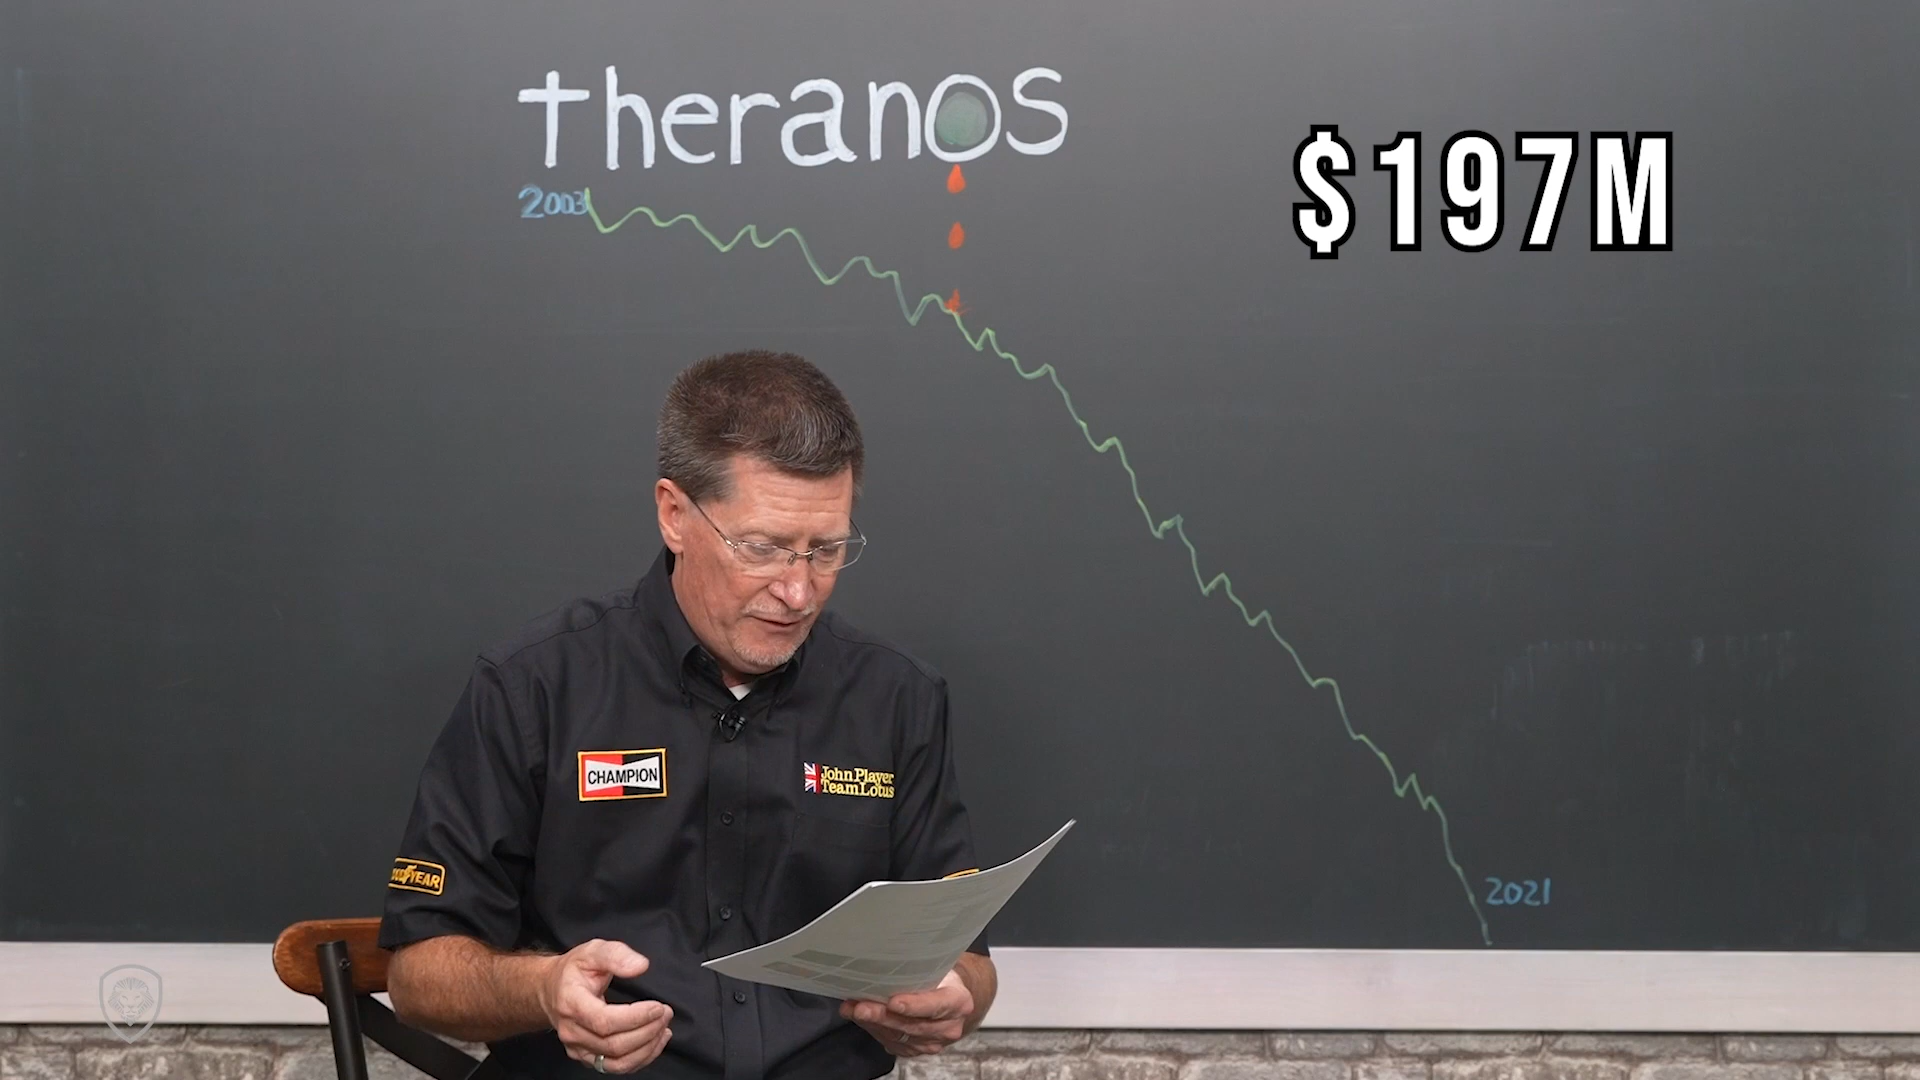 theranos
$197M
2003
CHAMPION
John Player
Team Lotus
GOODYEAR
2021